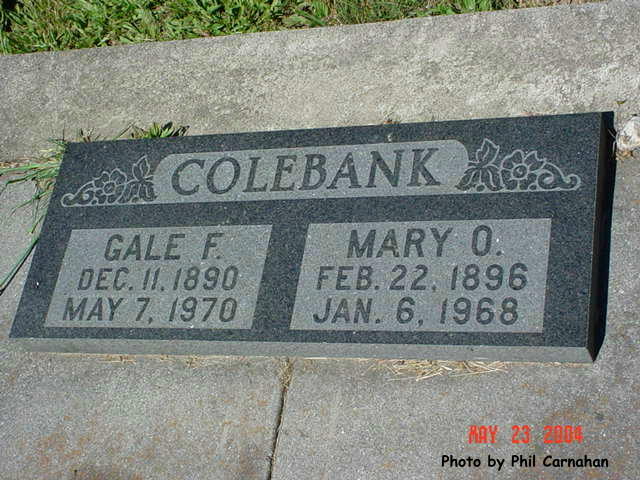 COLEBANK
GALE F.
DEC. 11, 1890
MAY 7, 1970
MARY O.
FEB. 22, 1896
JAN. 6, 1968
MAY 23 2004
Photo by Phil Carnahan